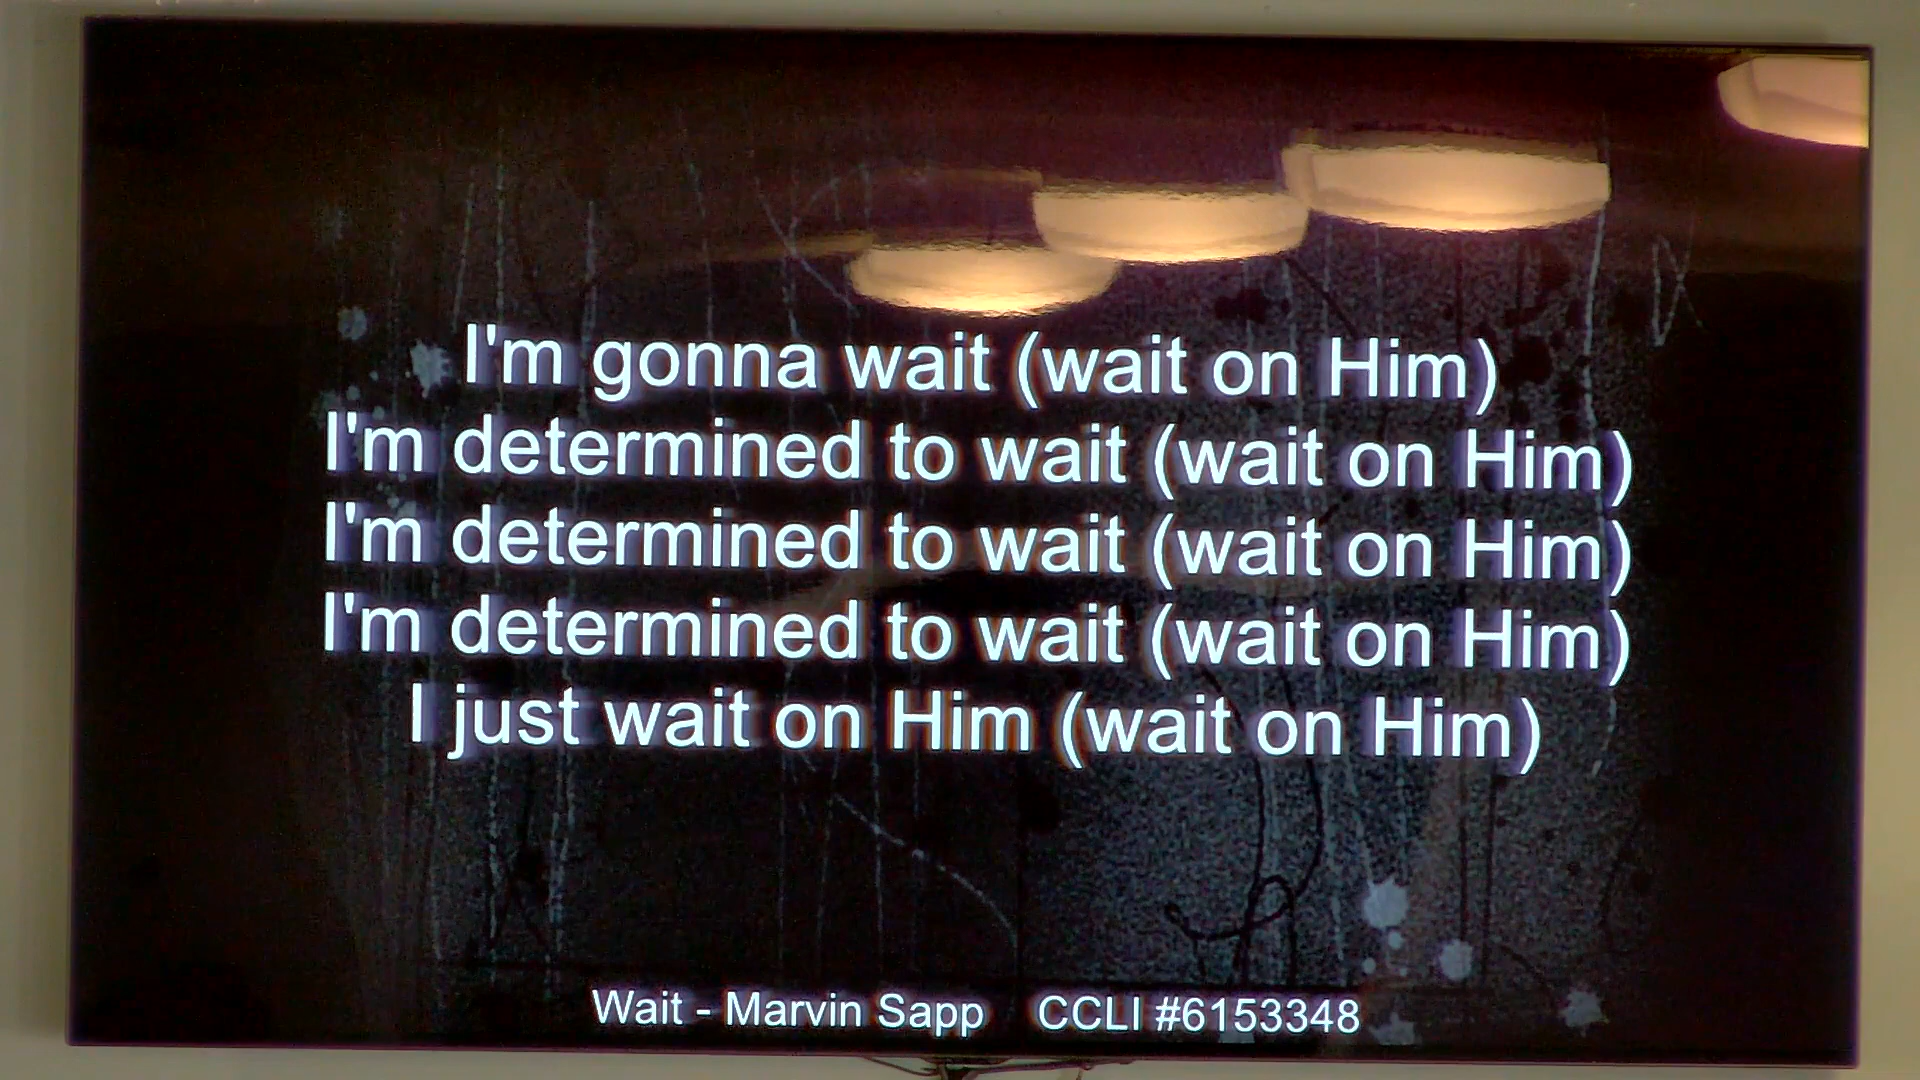 I'm gonna wait (wait on Him)
I'm determined to wait (wait on Him)
I'm determined to wait (wait on Him)
I'm determined to wait (wait on Him)
I just wait on Him (wait on Him)
Wait - Marvin Sapp CCLI #6153348